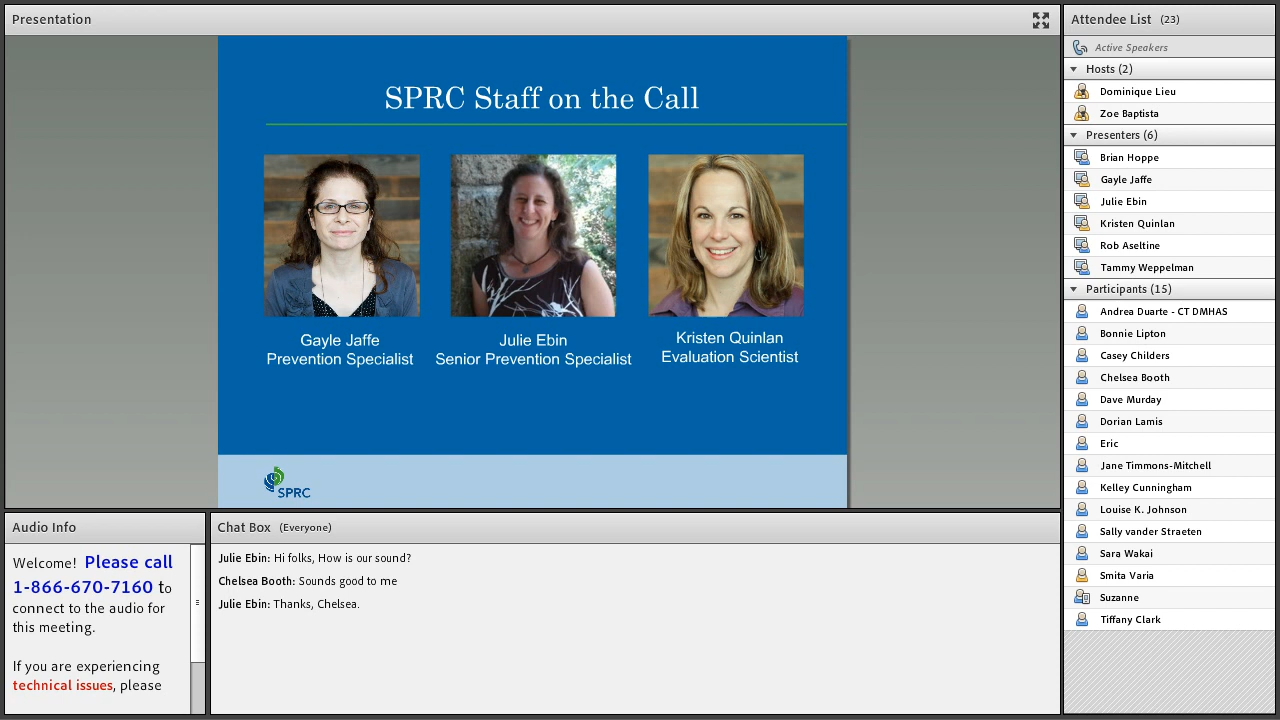 Presentation
SPRC Staff on the Call
Gayle Jaffe
Prevention Specialist
Julie Ebin
Senior Prevention Specialist
Kristen Quinlan
Evaluation Scientist
SPRC
Audio Info
Welcome! Please call
1-866-670-7160 to
connect to the audio for
this meeting.
If you are experiencing
technical issues, please
Chat Box (Everyone)
Julie Ebin: Hi folks, How is our sound?
Chelsea Booth: Sounds good to me
Julie Ebin: Thanks, Chelsea.
Attendee List (23)
Active Speakers
Hosts (2)
Dominique Lieu
Zoe Baptista
Presenters (6)
Brian Hoppe
Gayle Jaffe
Julie Ebin
Kristen Quinlan
Rob Aseltine
Tammy Weppelman
Participants (15)
Andrea Duarte - CT DMHAS
Bonnie Lipton
Casey Childers
Chelsea Booth
Dave Murday
Dorian Lamis
Eric
Jane Timmons-Mitchell
Kelley Cunningham
Louise K. Johnson
Sally vander Straeten
Sara Wakai
Smita Varia
Suzanne
Tiffany Clark